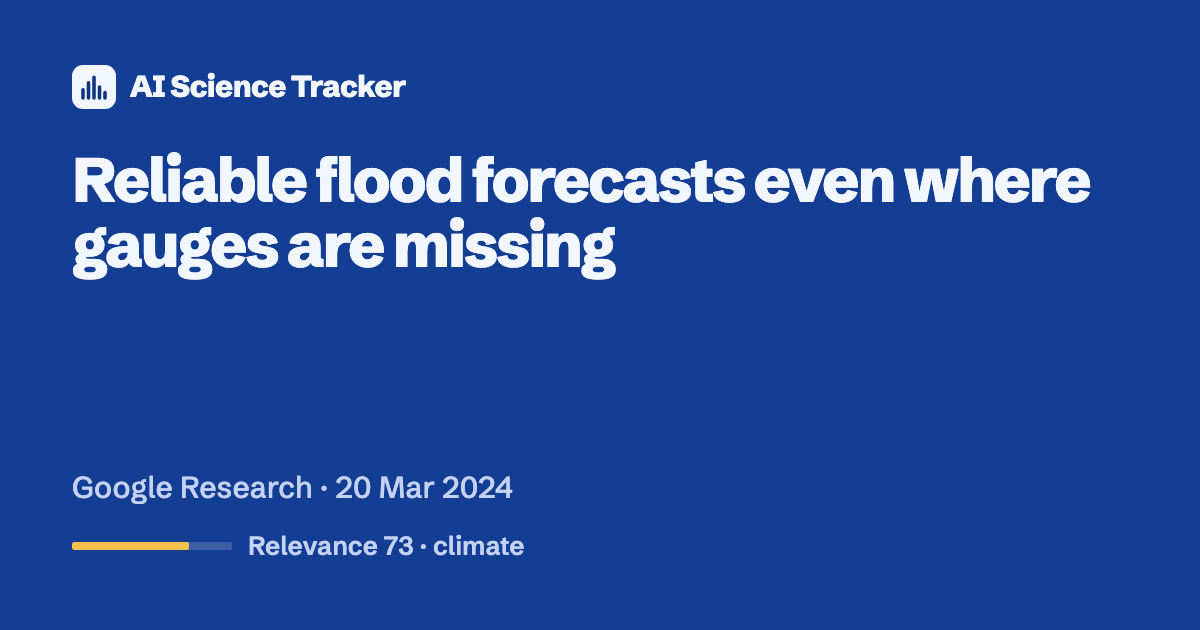 AI Science Tracker
Reliable flood forecasts even where
gauges are missing
Google Research · 20 Mar 2024
Relevance 73 · climate